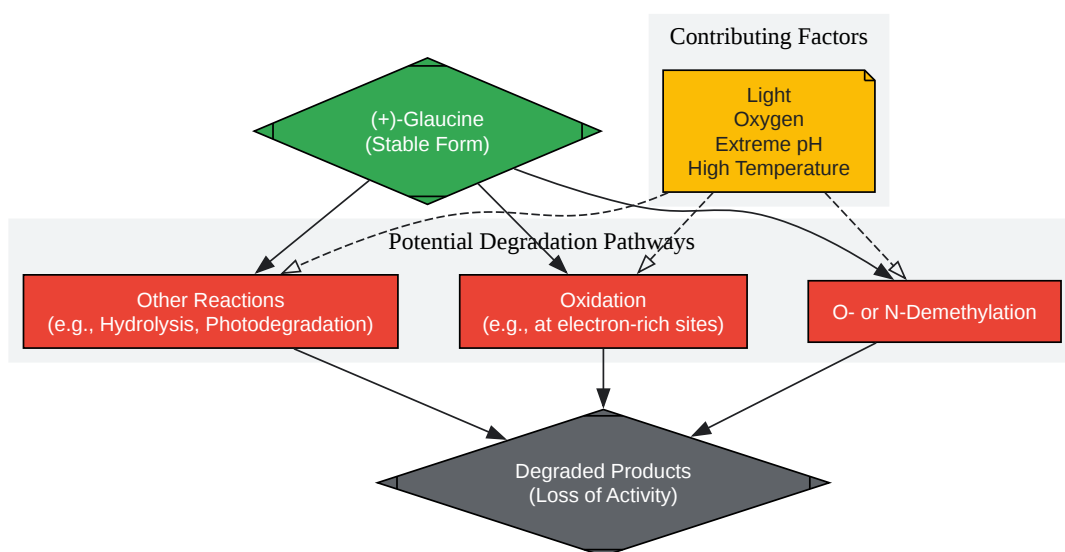 Contributing Factors
(+)-Glaucine
(Stable Form)
Light
Oxygen
Extreme pH
High Temperature
Potential Degradation Pathways
Other Reactions
(e.g., Hydrolysis, Photodegradation)
Oxidation
(e.g., at electron-rich sites)
O- or N-Demethylation
Degraded Products
(Loss of Activity)